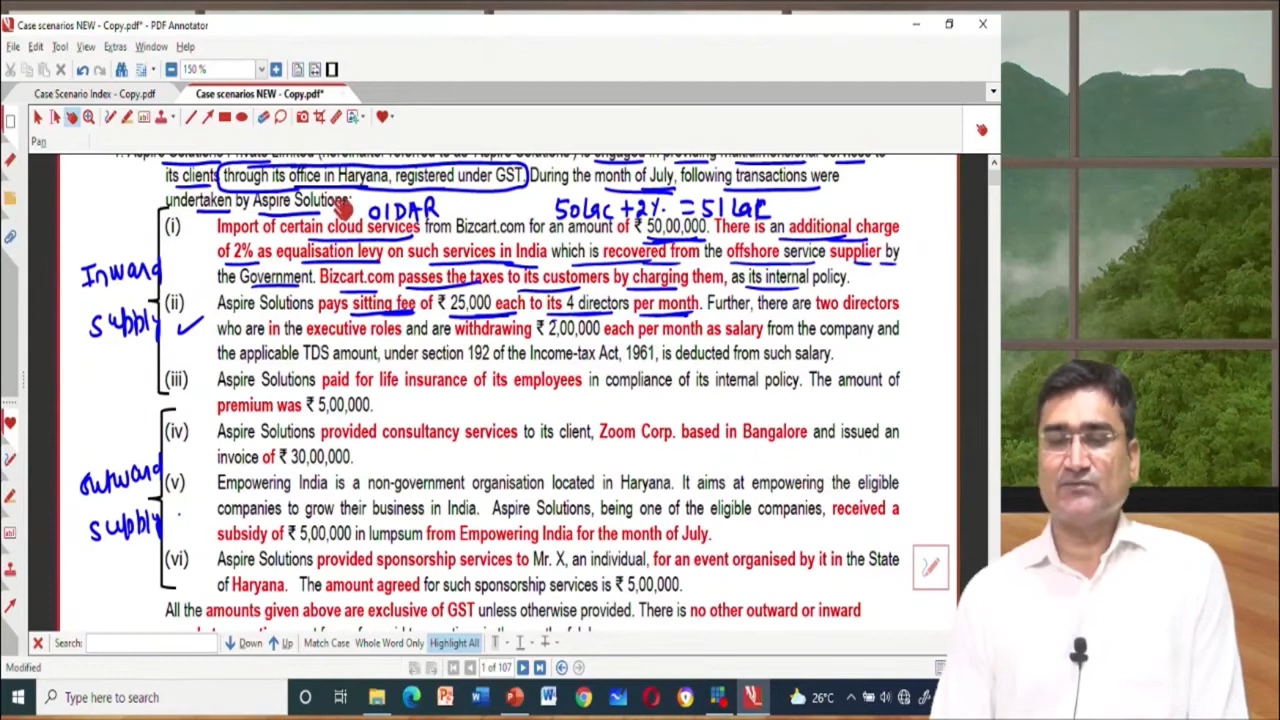 Case scenarios NEW - Copy.pdf* - PDF Annotator
File Edit Tool View Extras Window Help
150 %
Case Scenario Index - Copy.pdf Case scenarios NEW - Copy.pdf*
Pan
its clients through its office in Haryana, registered under GST. During the month of July, following transactions were
undertaken by Aspire Solutions:
OIDAR 50Lac + 2% = 51 Lac
(i) Import of certain cloud services from Bizcart.com for an amount of ₹ 50,00,000. There is an additional charge
of 2% as equalisation levy on such services in India which is recovered from the offshore service supplier by
the Government. Bizcart.com passes the taxes to its customers by charging them, as its internal policy.
(ii) Aspire Solutions pays sitting fee of ₹ 25,000 each to its 4 directors per month. Further, there are two directors
who are in the executive roles and are withdrawing ₹ 2,00,000 each per month as salary from the company and
the applicable TDS amount, under section 192 of the Income-tax Act, 1961, is deducted from such salary.
(iii) Aspire Solutions paid for life insurance of its employees in compliance of its internal policy. The amount of
premium was ₹ 5,00,000.
Inward
supply
(iv) Aspire Solutions provided consultancy services to its client, Zoom Corp. based in Bangalore and issued an
invoice of ₹ 30,00,000.
(v) Empowering India is a non-government organisation located in Haryana. It aims at empowering the eligible
companies to grow their business in India. Aspire Solutions, being one of the eligible companies, received a
subsidy of ₹ 5,00,000 in lumpsum from Empowering India for the month of July.
(vi) Aspire Solutions provided sponsorship services to Mr. X, an individual, for an event organised by it in the State
of Haryana. The amount agreed for such sponsorship services is ₹ 5,00,000.
outward
supply
All the amounts given above are exclusive of GST unless otherwise provided. There is no other outward or inward
Search: Down Up Match Case Whole Word Only Highlight All
Modified 1 of 107
Type here to search 26°C